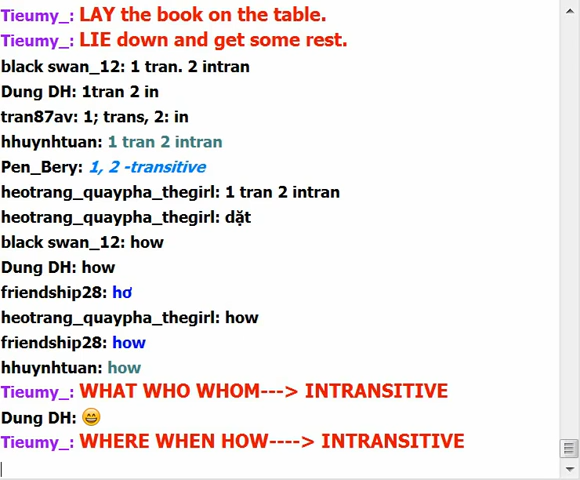 Tieumy_: LAY the book on the table.
Tieumy_: LIE down and get some rest.
black swan_12: 1 tran. 2 intran
Dung DH: 1tran 2 in
tran87av: 1; trans, 2: in
hhuynhtuan: 1 tran 2 intran
Pen_Bery: 1, 2 -transitive
heotrang_quaypha_thegirl: 1 tran 2 intran
heotrang_quaypha_thegirl: dặt
black swan_12: how
Dung DH: how
friendship28: hơ
heotrang_quaypha_thegirl: how
friendship28: how
hhuynhtuan: how
Tieumy_: WHAT WHO WHOM---> INTRANSITIVE
Dung DH: 😄
Tieumy_: WHERE WHEN HOW----> INTRANSITIVE